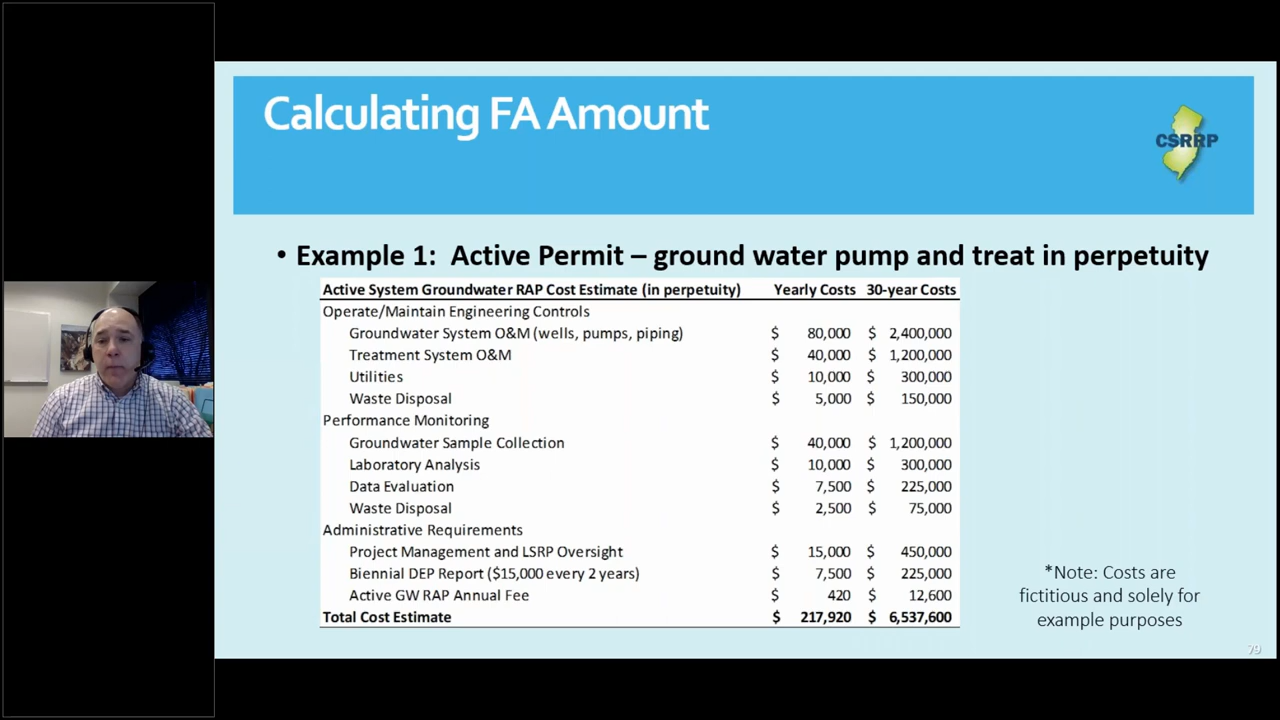 Calculating FA Amount
CSRRP
• Example 1: Active Permit – ground water pump and treat in perpetuity
Active System Groundwater RAP Cost Estimate (in perpetuity) Yearly Costs 30-year Costs
Operate/Maintain Engineering Controls
Groundwater System O&M (wells, pumps, piping) $ 80,000 $ 2,400,000
Treatment System O&M $ 40,000 $ 1,200,000
Utilities $ 10,000 $ 300,000
Waste Disposal $ 5,000 $ 150,000
Performance Monitoring
Groundwater Sample Collection $ 40,000 $ 1,200,000
Laboratory Analysis $ 10,000 $ 300,000
Data Evaluation $ 7,500 $ 225,000
Waste Disposal $ 2,500 $ 75,000
Administrative Requirements
Project Management and LSRP Oversight $ 15,000 $ 450,000
Biennial DEP Report ($15,000 every 2 years) $ 7,500 $ 225,000
Active GW RAP Annual Fee $ 420 $ 12,600
Total Cost Estimate $ 217,920 $ 6,537,600
*Note: Costs are
fictitious and solely for
example purposes
79